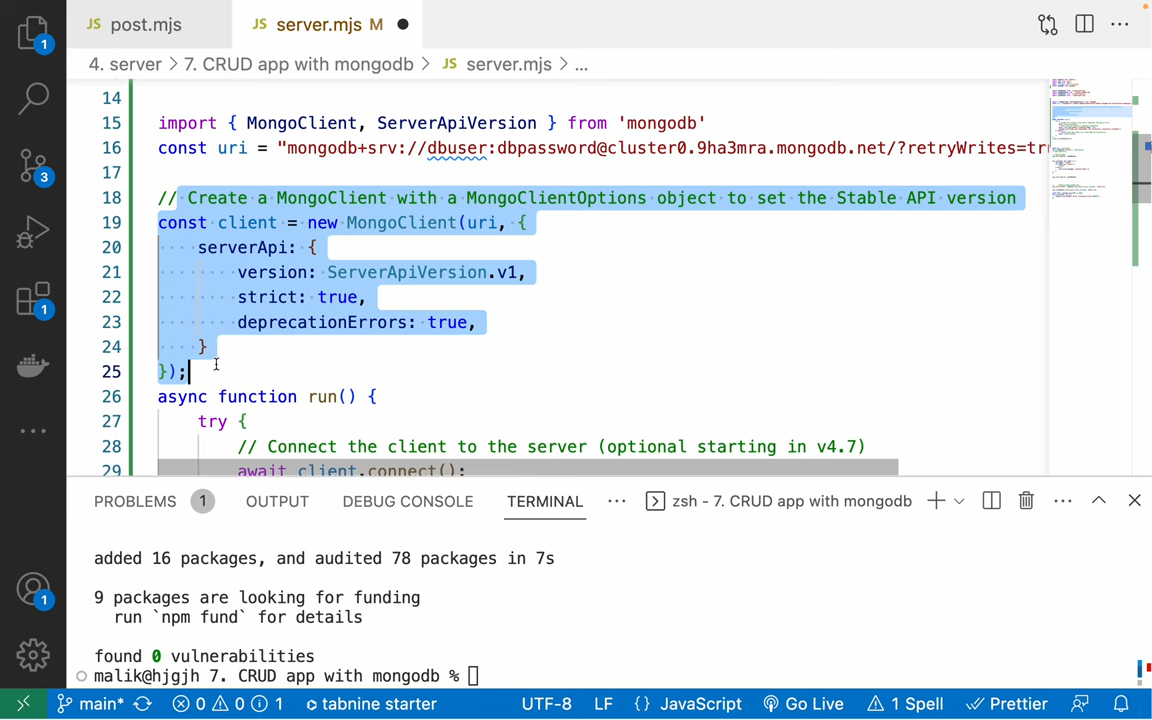 JS post.mjs
JS server.mjs M
4. server > 7. CRUD app with mongodb > JS server.mjs > ...
14
15 import { MongoClient, ServerApiVersion } from 'mongodb'
16 const uri = "mongodb+srv://dbuser:dbpassword@cluster0.9ha3mra.mongodb.net/?retryWrites=tru
17
18 // Create a MongoClient with a MongoClientOptions object to set the Stable API version
19 const client = new MongoClient(uri, {
20 serverApi: {
21 version: ServerApiVersion.v1,
22 strict: true,
23 deprecationErrors: true,
24 }
25 });
26 async function run() {
27 try {
28 // Connect the client to the server (optional starting in v4.7)
29 await client.connect();
PROBLEMS 1 OUTPUT DEBUG CONSOLE TERMINAL ... zsh - 7. CRUD app with mongodb
added 16 packages, and audited 78 packages in 7s
9 packages are looking for funding
run `npm fund` for details
found 0 vulnerabilities
malik@hjgjh 7. CRUD app with mongodb %
1
3
1
1
main* 0 0 1 tabnine starter UTF-8 LF {} JavaScript Go Live 1 Spell Prettier